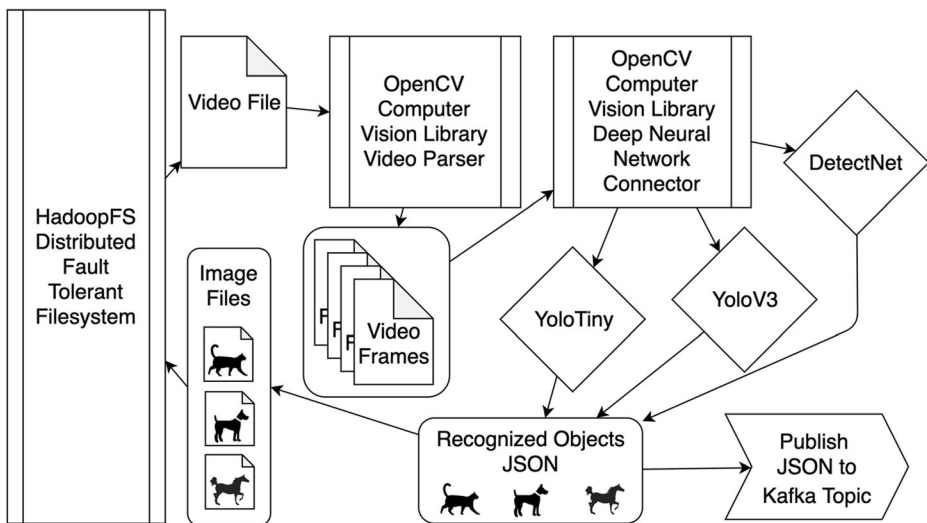 HadoopFS
Distributed
Fault
Tolerant
Filesystem
Video File
OpenCV
Computer
Vision Library
Video Parser
OpenCV
Computer
Vision Library
Deep Neural
Network
Connector
DetectNet
Image
Files
F
F
F
Video
Frames
YoloTiny
YoloV3
Recognized Objects
JSON
Publish
JSON to
Kafka Topic